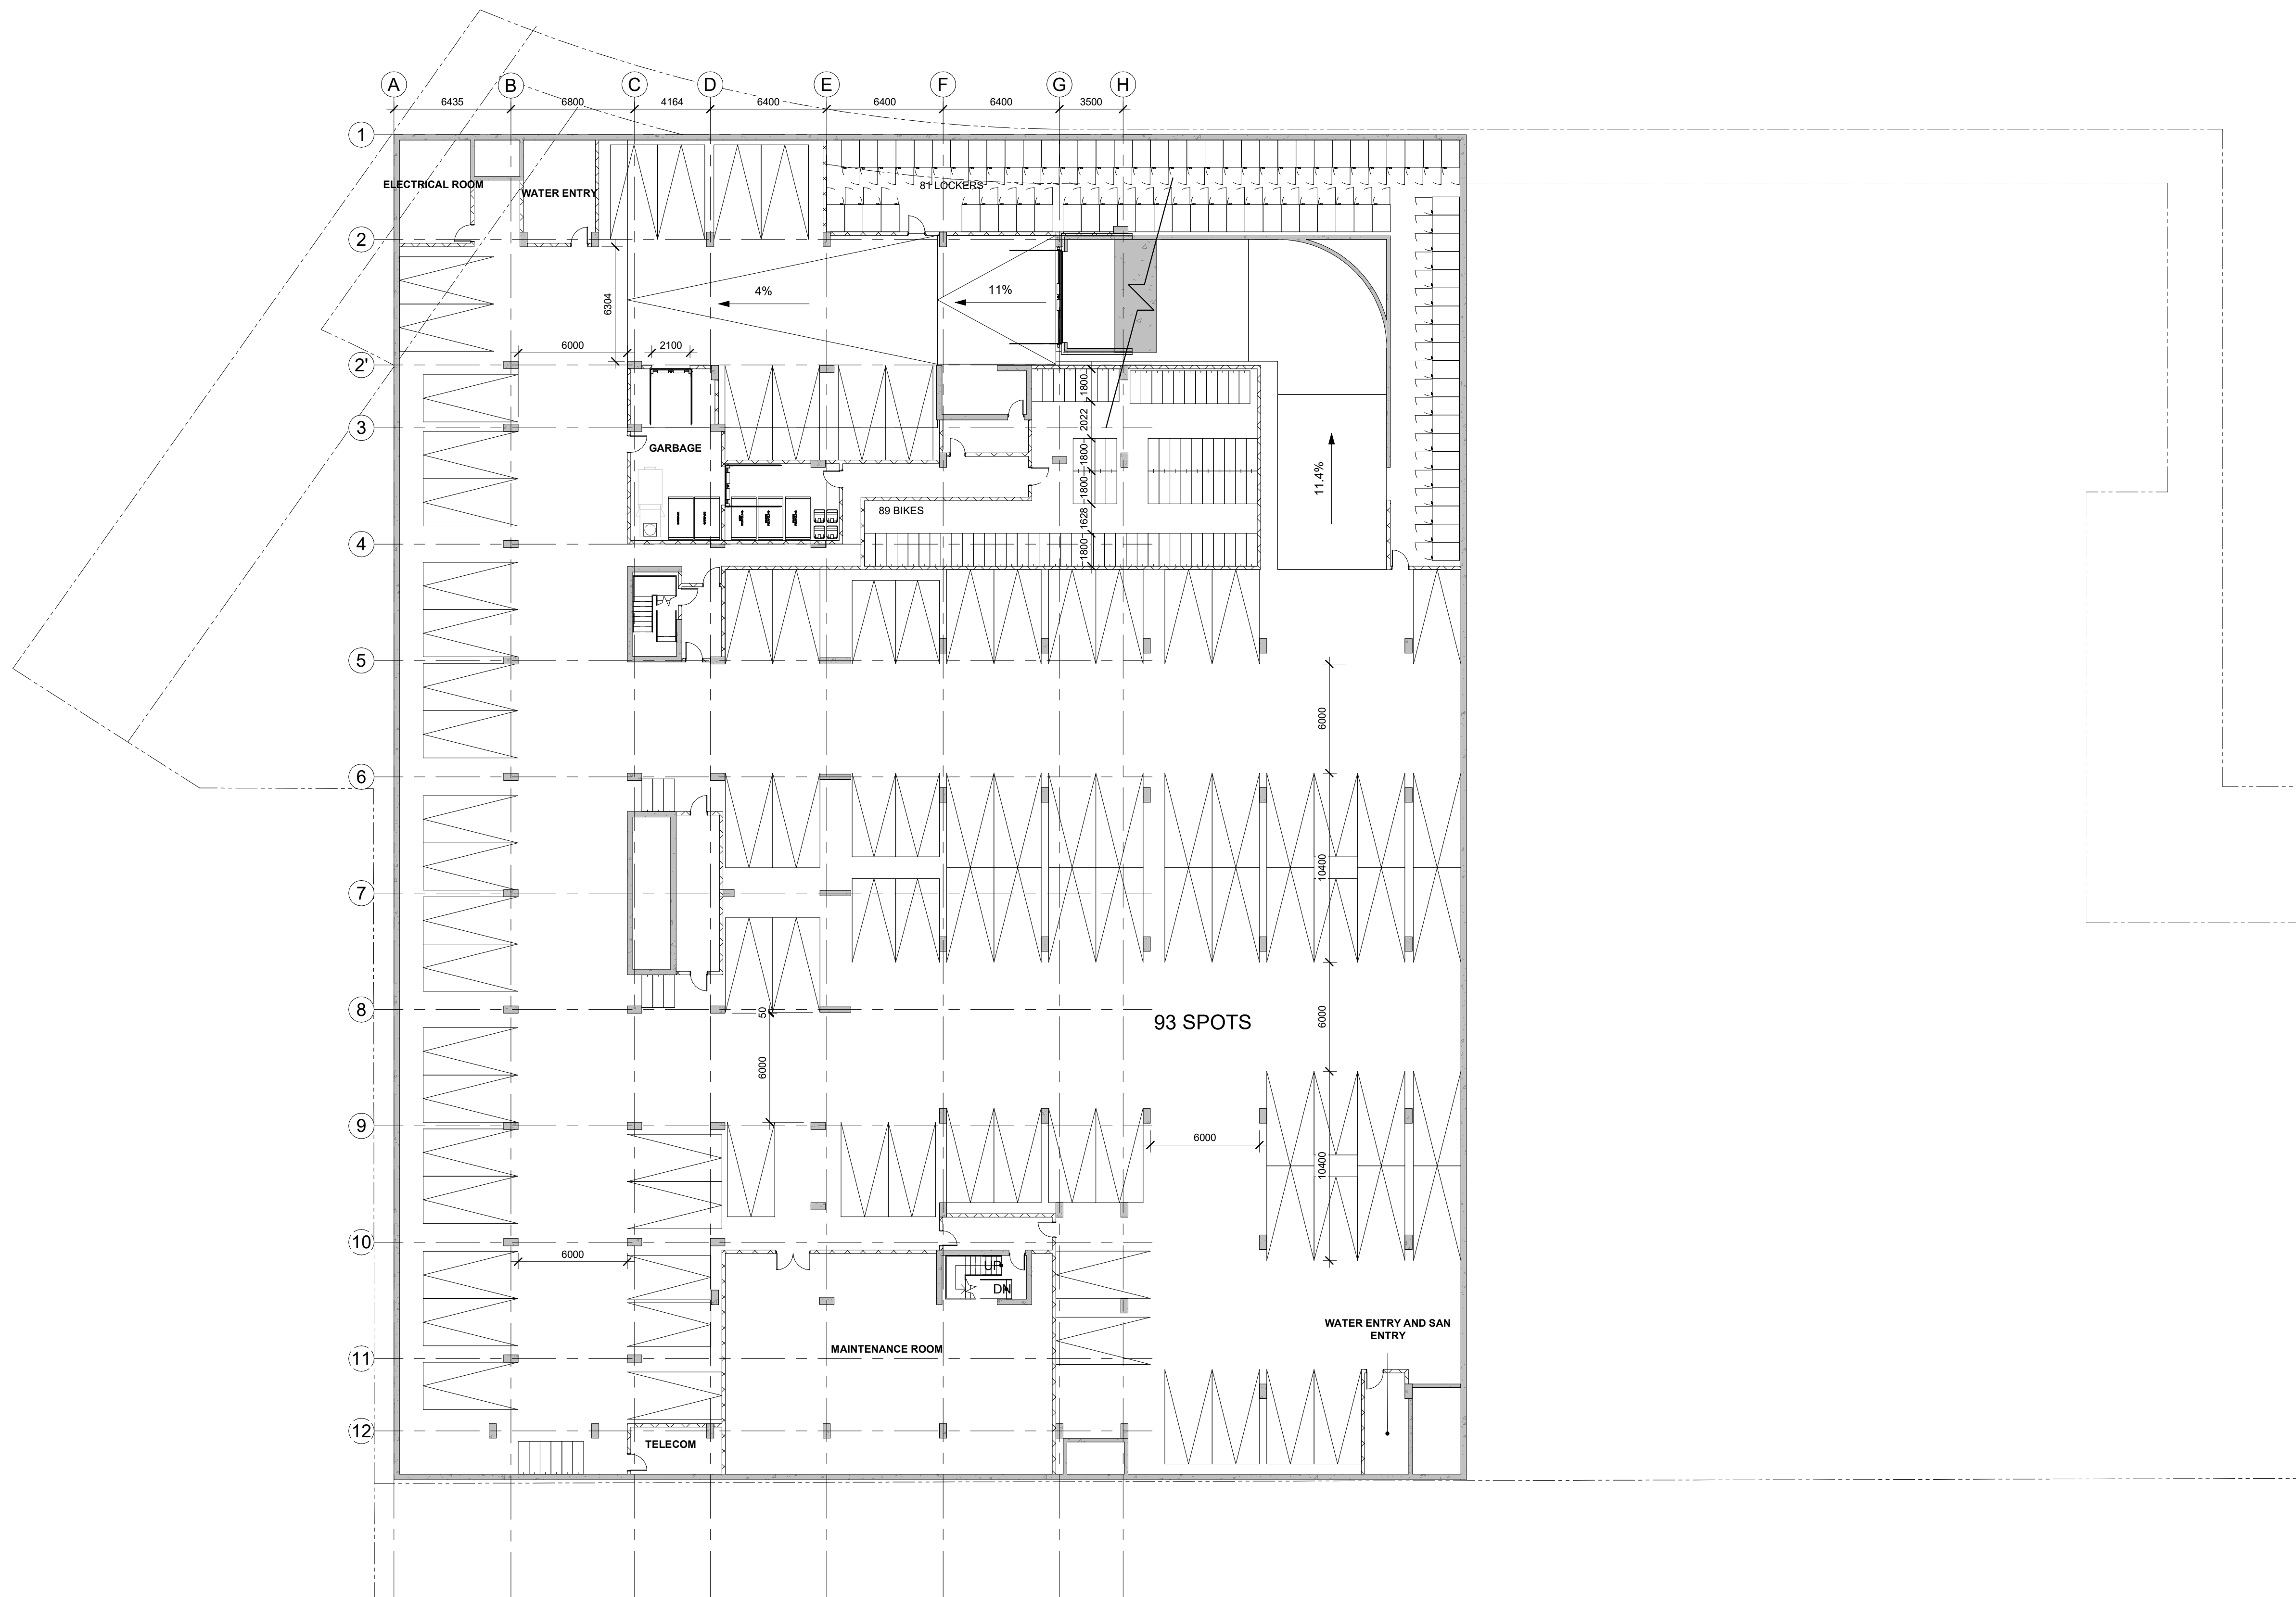 A B C D E F G H
6435 6800 4164 6400 6400 6400 3500
1
ELECTRICAL ROOM
WATER ENTRY
81 LOCKERS
2
6304
4%
11%
6000
2100
2'
1800
2022
3
GARBAGE
1800
1800
11.4%
89 BIKES
1628
4
1800
5
6000
6
10400
7
8
50
93 SPOTS
6000
6000
9
6000
10400
10
6000
UP
DN
WATER ENTRY AND SAN
ENTRY
MAINTENANCE ROOM
11
12
TELECOM